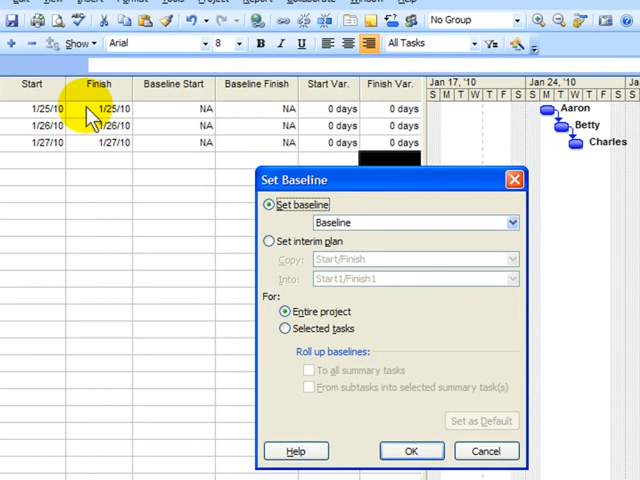 Show
Arial
8
B
I
U
All Tasks
No Group
Start
Finish
Baseline Start
Baseline Finish
Start Var.
Finish Var.
Jan 17, '10
Jan 24, '10
S M T W T F S S M T W T F S
1/25/10 1/25/10 NA NA 0 days 0 days
1/26/10 1/26/10 NA NA 0 days 0 days
1/27/10 1/27/10 NA NA 0 days 0 days
Aaron
Betty
Charles
Set Baseline
Set baseline
Baseline
Set interim plan
Copy: Start/Finish
Into: Start1/Finish1
For:
Entire project
Selected tasks
Roll up baselines:
To all summary tasks
From subtasks into selected summary task(s)
Set as Default
Help
OK
Cancel